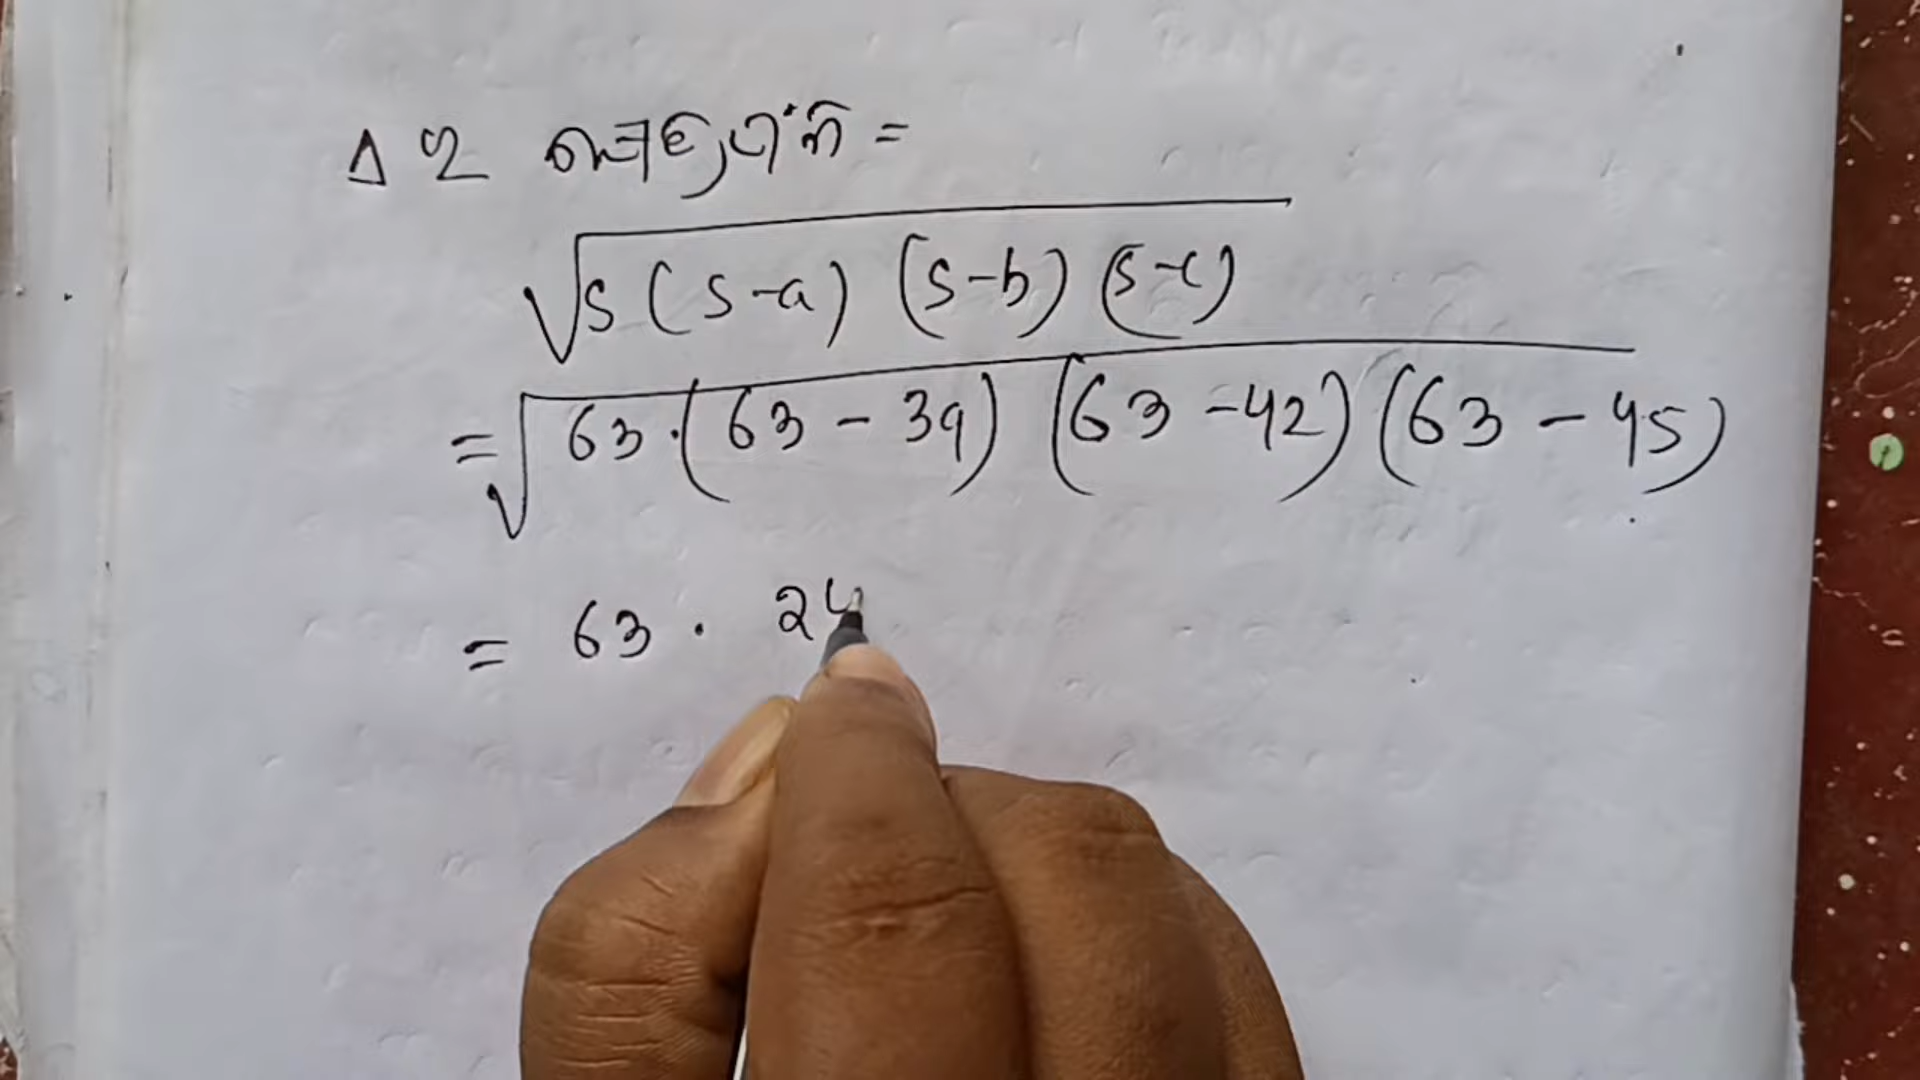 Δ ର କ୍ଷେତ୍ରଫଳ =
√s(s-a) (s-b) (s-c)
= √63.(63 - 39) (63 - 42) (63 - 45)
= 63 . 24